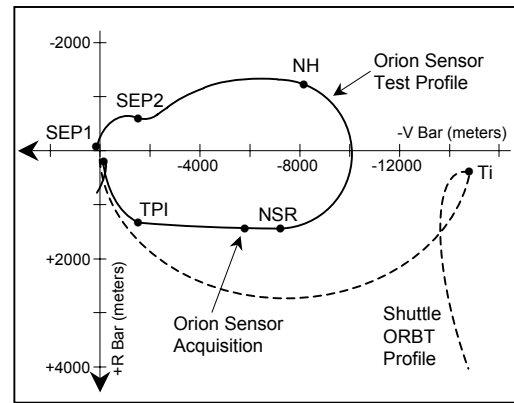 -2000
NH
Orion Sensor
Test Profile
SEP2
SEP1
-V Bar (meters)
-4000
-8000
-12000
Ti
TPI
NSR
+2000
Orion Sensor
Acquisition
Shuttle
ORBT
Profile
+R Bar (meters)
+4000